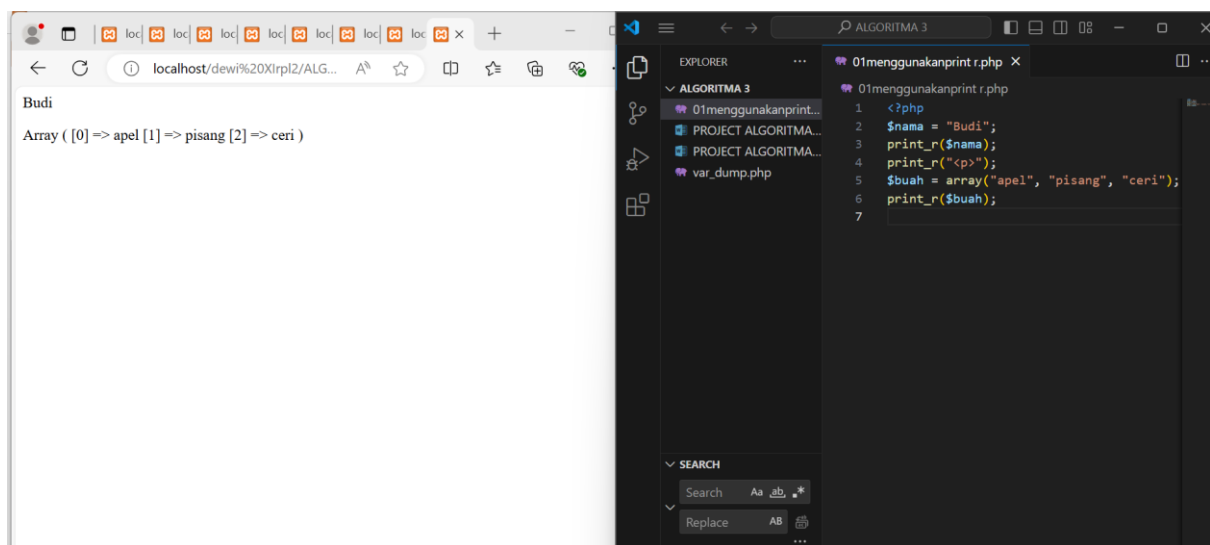 loc loc loc loc loc loc loc
localhost/dewi%20XIrpl2/ALG...
Budi
Array ( [0] => apel [1] => pisang [2] => ceri )
ALGORITMA 3
EXPLORER
ALGORITMA 3
01menggunakanprint...
PROJECT ALGORITMA...
PROJECT ALGORITMA...
var_dump.php
SEARCH
Search Aa ab
Replace AB
01menggunakanprint r.php
01menggunakanprint r.php
1 <?php
2 $nama = "Budi";
3 print_r($nama);
4 print_r("<p>");
5 $buah = array("apel", "pisang", "ceri");
6 print_r($buah);
7